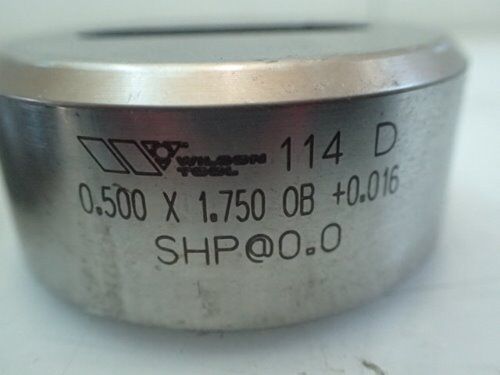 WILSON TOOL 114 D
0.500 X 1.750 OB +0.016
SHP@0.0